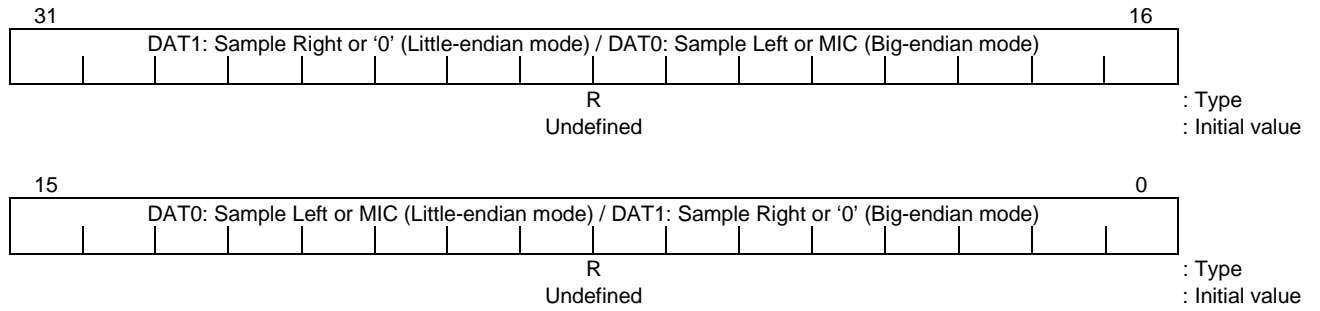 31 16
DAT1: Sample Right or ‘0’ (Little-endian mode) / DAT0: Sample Left or MIC (Big-endian mode)
R : Type
Undefined : Initial value
15 0
DAT0: Sample Left or MIC (Little-endian mode) / DAT1: Sample Right or ‘0’ (Big-endian mode)
R : Type
Undefined : Initial value